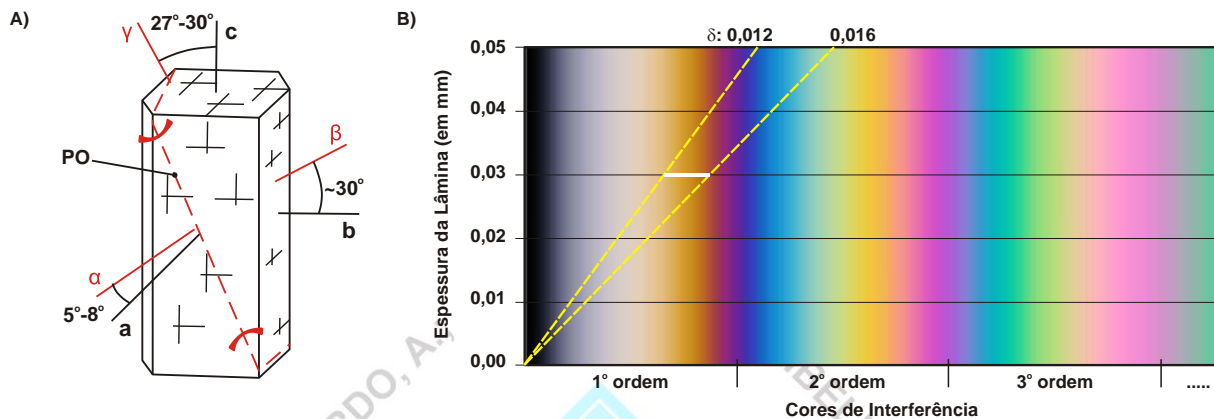 A)
27°-30°
γ
c
PO
β
~30°
b
α
5°-8°
a
B)
δ: 0,012
0,016
Espessura da Lâmina (em mm)
0,05
0,04
0,03
0,02
0,01
0,00
1° ordem
2° ordem
3° ordem
.....
Cores de Interferência